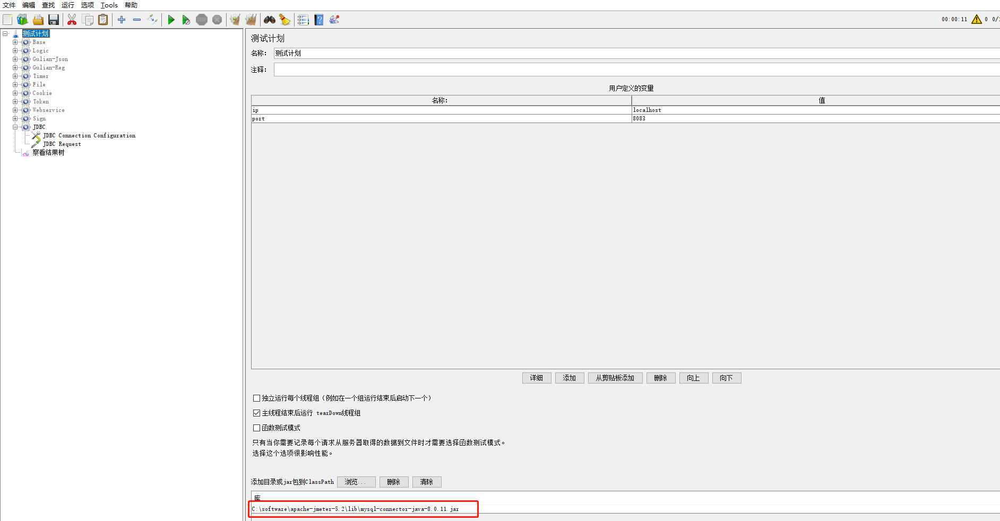 文件 编辑 查找 运行 选项 Tools 帮助
STOP
00:00:11 0 0/1
测试计划
Base
Logic
Gulian-Json
Gulian-Reg
Timer
File
Cookie
Token
Webservice
Sign
JDBC
JDBC Connection Configuration
JDBC Request
察看结果树
测试计划
名称： 测试计划
注释：
用户定义的变量
名称： 值
ip localhost
port 8083
详细 添加 从剪贴板添加 删除 向上 向下
独立运行每个线程组（例如在一个组运行结束后启动下一个）
主线程结束后运行 tearDown线程组
函数测试模式
只有当你需要记录每个请求从服务器取得的数据到文件时才需要选择函数测试模式。
选择这个选项很影响性能。
添加目录或jar包到ClassPath 浏览... 删除 清除
库
C:\software\apache-jmeter-5.2\lib\mysql-connector-java-8.0.11.jar